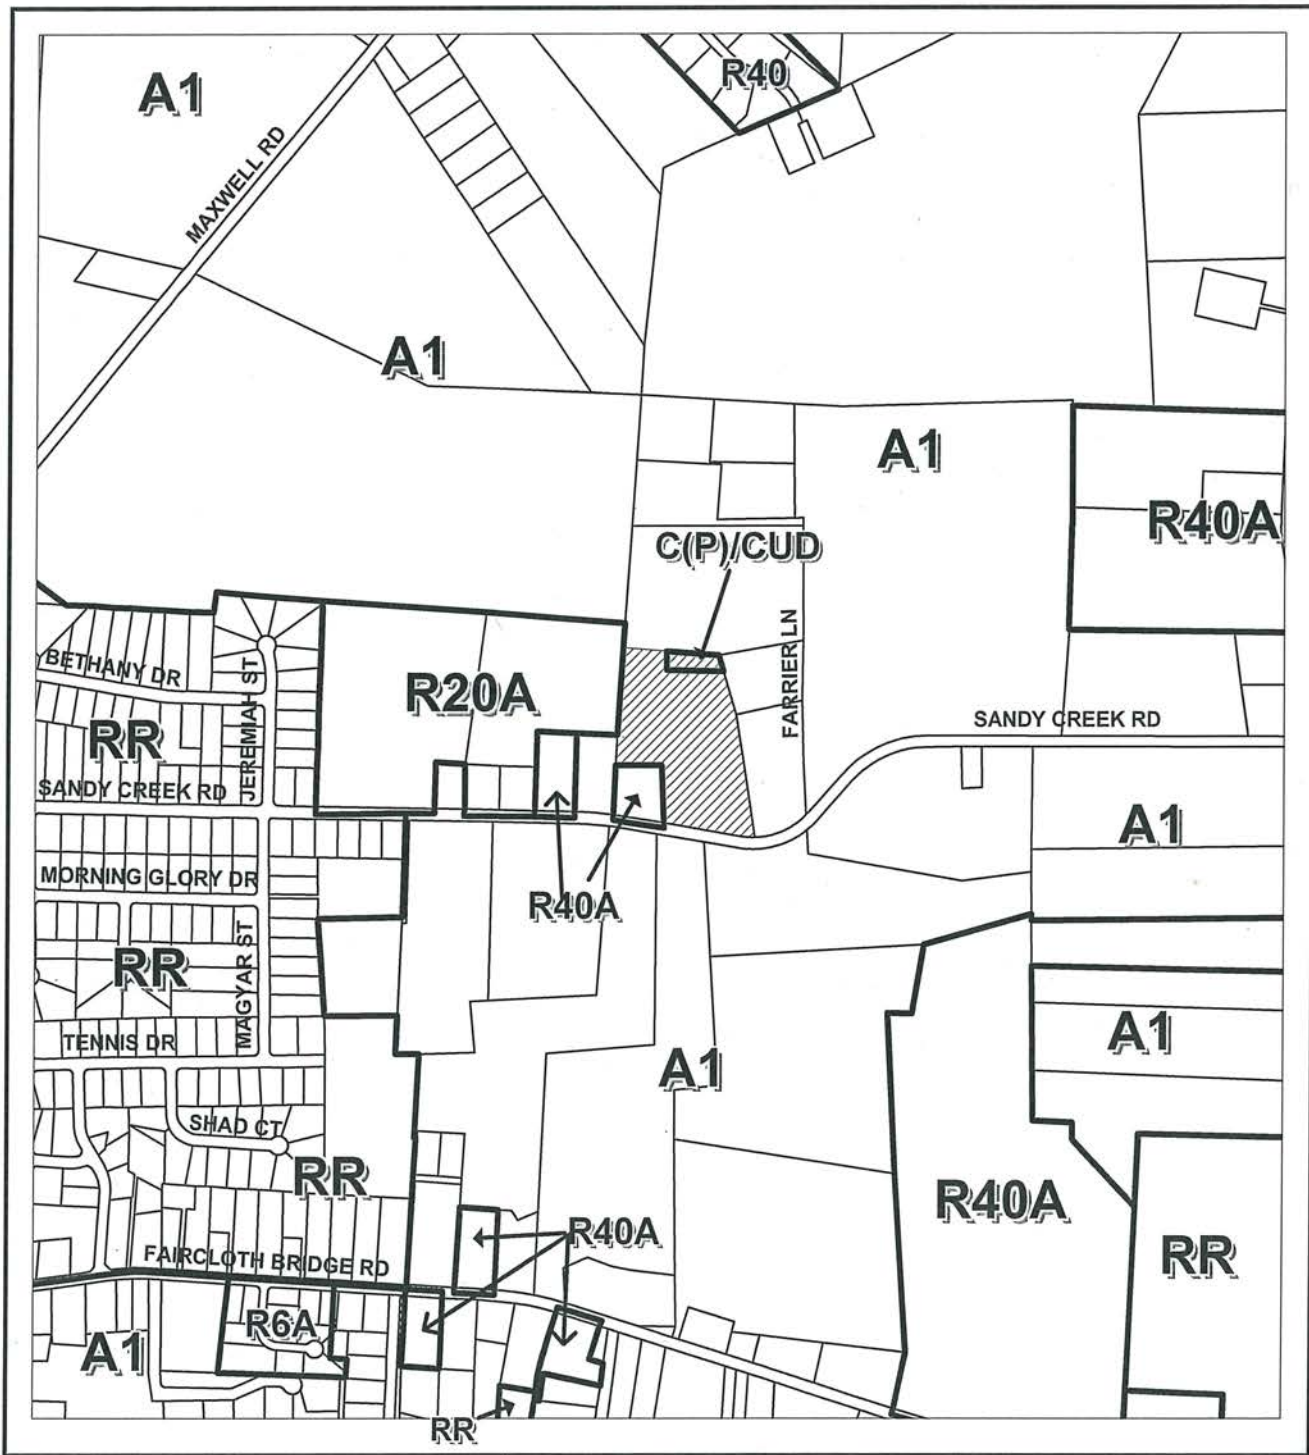 R40
A1
MAXWELL RD
A1
A1
R40A
C(P)/CUD
FARRIER LN
BETHANY DR
JEREMIAH ST
R20A
RR
SANDY CREEK RD
SANDY CREEK RD
A1
MORNING GLORY DR
R40A
RR
MAGYAR ST
TENNIS DR
A1
A1
SHAD CT
RR
R40A
R40A
RR
FAIRCLOTH BRIDGE RD
R6A
A1
RR